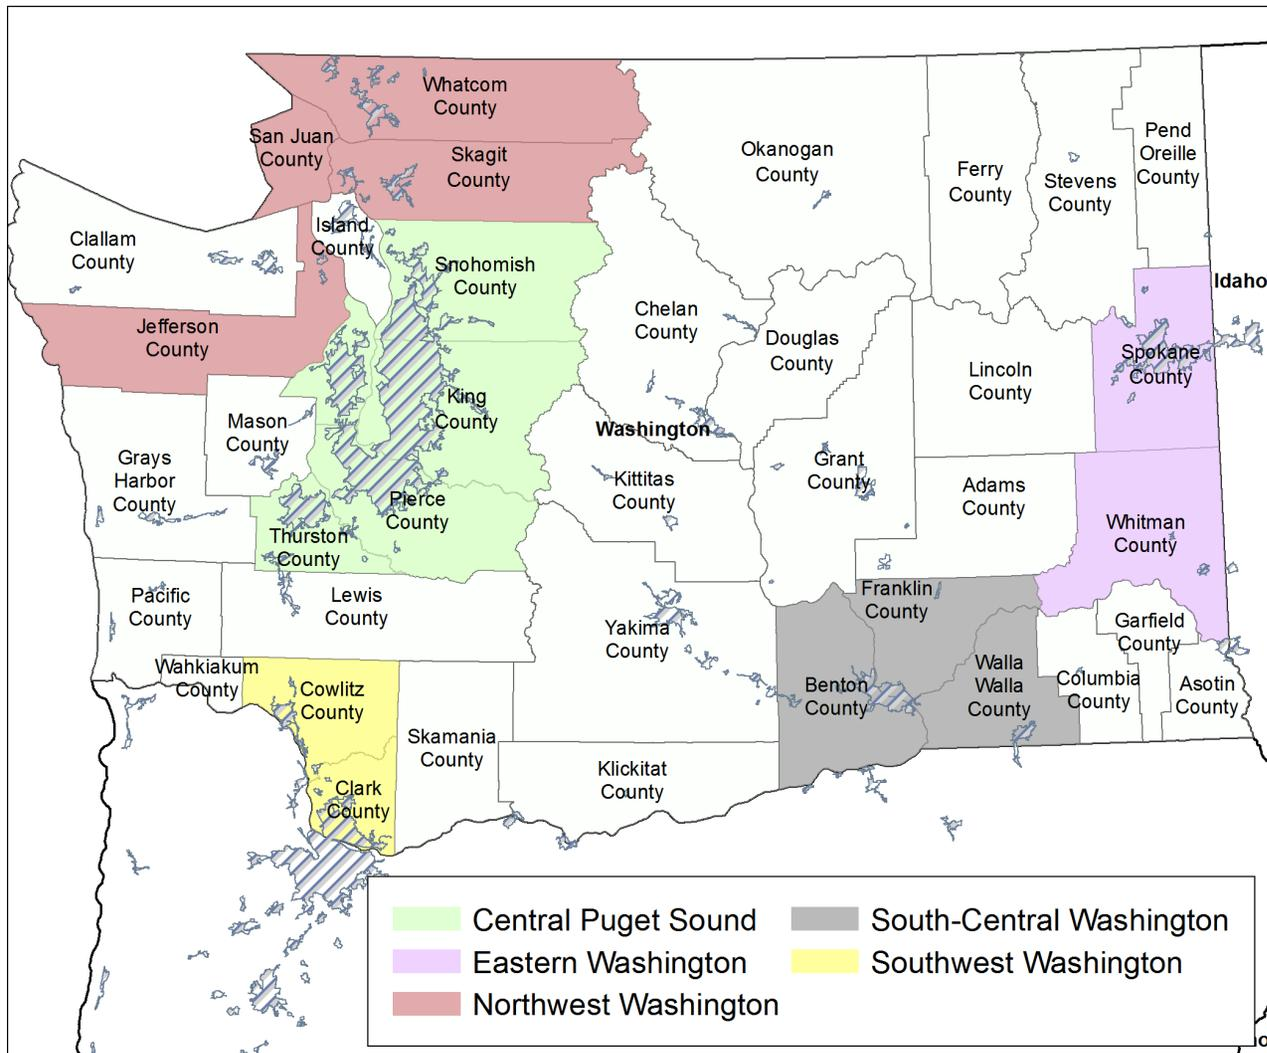 Whatcom
County
San Juan
County
Skagit
County
Okanogan
County
Ferry
County
Stevens
County
Pend
Oreille
County
Island
County
Clallam
County
Snohomish
County
Idaho
Jefferson
County
Chelan
County
Douglas
County
Spokane
County
Lincoln
County
King
County
Mason
County
Washington
Grays
Harbor
County
Kittitas
County
Grant
County
Adams
County
Pierce
County
Whitman
County
Thurston
County
Pacific
County
Lewis
County
Franklin
County
Yakima
County
Garfield
County
Wahkiakum
County
Cowlitz
County
Benton
County
Walla
Walla
County
Columbia
County
Asotin
County
Skamania
County
Klickitat
County
Clark
County
Central Puget Sound
South-Central Washington
Eastern Washington
Southwest Washington
Northwest Washington